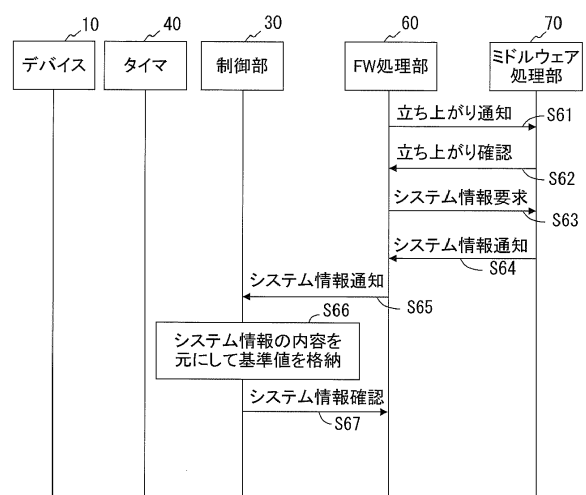 10
40
30
60
70
デバイス
タイマ
制御部
FW処理部
ミドルウェア
処理部
立ち上がり通知
S61
立ち上がり確認
S62
システム情報要求
S63
システム情報通知
S64
システム情報通知
S65
S66
システム情報の内容を
元にして基準値を格納
システム情報確認
S67